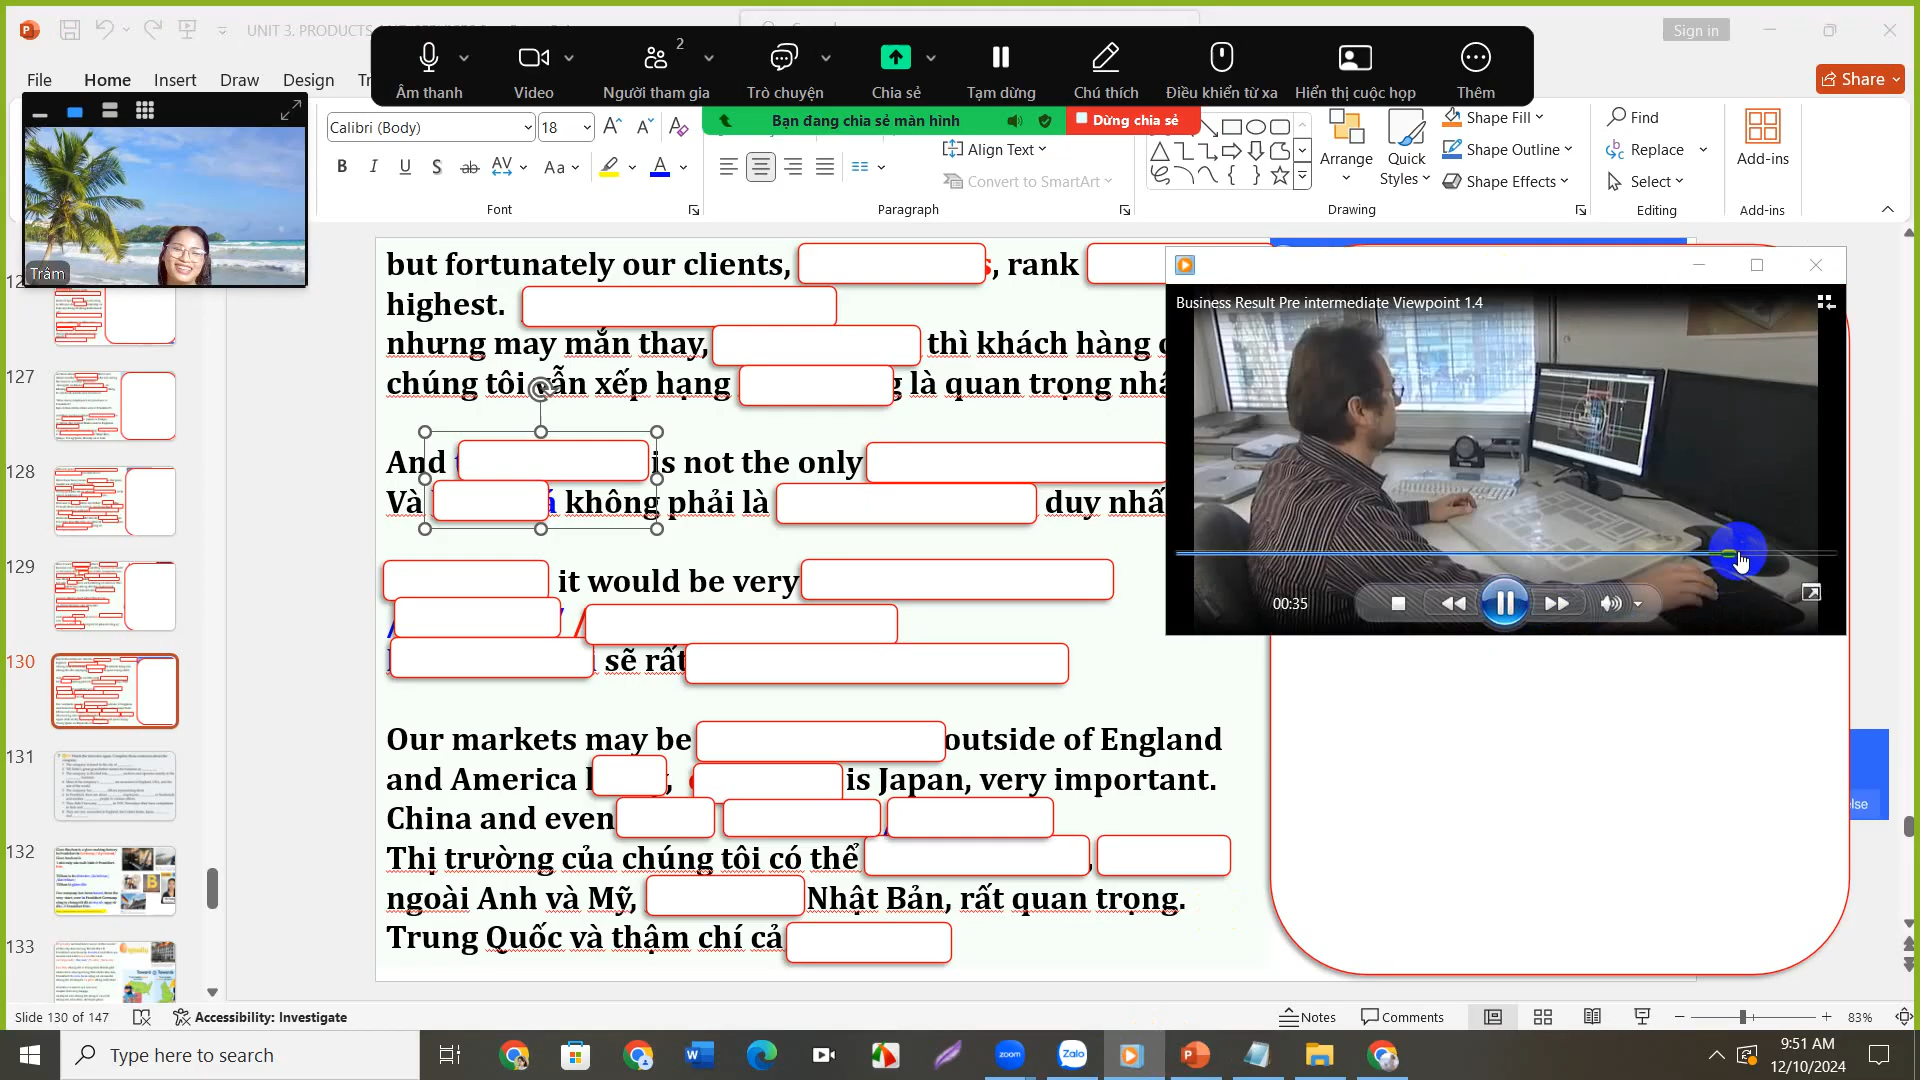 UNIT 3. PRODUCTS
Sign in
File
Home
Insert
Draw
Design
Share
Âm thanh
Video
Người tham gia
2
Trò chuyện
Chia sẻ
Tạm dừng
Chú thích
Điều khiển từ xa
Hiển thị cuộc họp
Thêm
Bạn đang chia sẻ màn hình
Dừng chia sẻ
Trâm
Calibri (Body)
18
Align Text
Convert to SmartArt
Arrange
Quick Styles
Shape Fill
Shape Outline
Shape Effects
Find
Replace
Select
Add-ins
Font
Paragraph
Drawing
Editing
Add-ins
127
128
129
130
131
132
133
but fortunately our clients, , rank
highest.
nhưng may mắn thay, thì khách hàng
chúng tôi vẫn xếp hạng là quan trọng
And is not the only
Và không phải là duy
it would be very
sẽ rất
Our markets may be outside of England
and America , is Japan, very important.
China and even
Thị trường của chúng tôi có thể ,
ngoài Anh và Mỹ, Nhật Bản, rất quan trọng.
Trung Quốc và thậm chí cả
Business Result Pre intermediate Viewpoint 1.4
00:35
Slide 130 of 147
Accessibility: Investigate
Notes
Comments
83%
Type here to search
zoom
Zalo
9:51 AM
12/10/2024